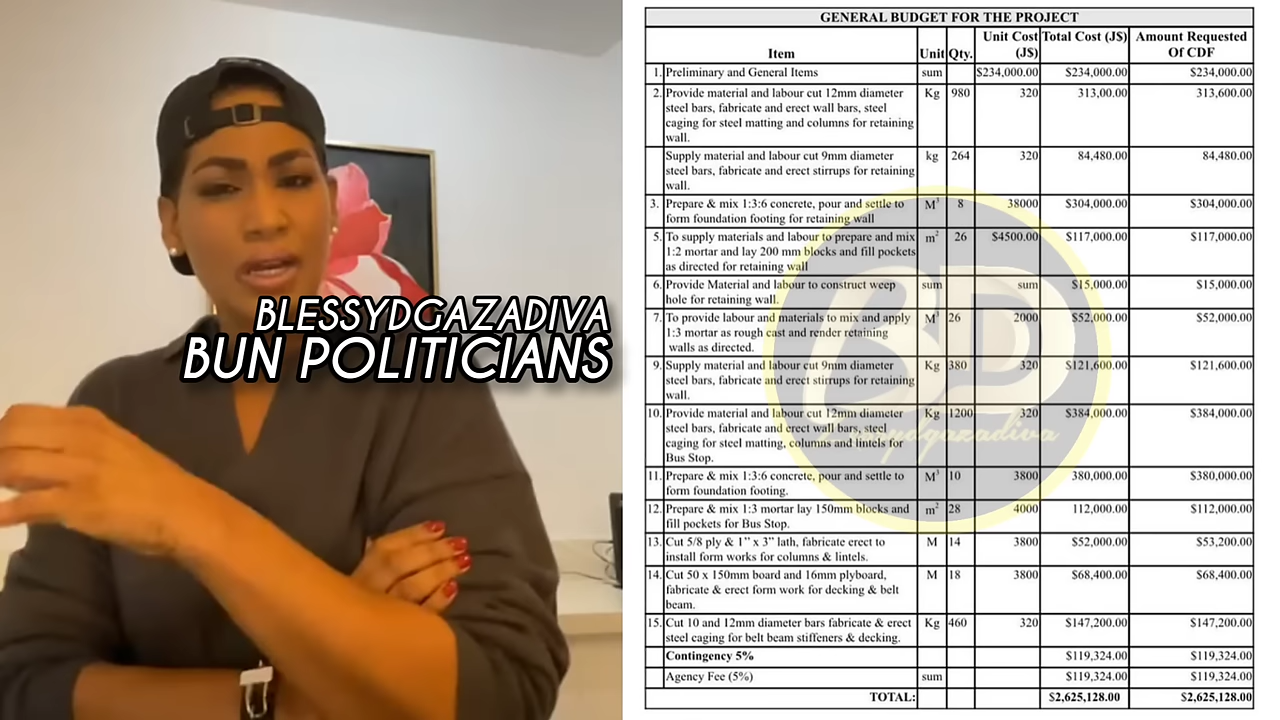 BLESSYDGAZADIVA
BUN POLITICIANS
GENERAL BUDGET FOR THE PROJECT
Item Unit Qty. Unit Cost (J$) Total Cost (J$) Amount Requested Of CDF
1. Preliminary and General Items sum $234,000.00 $234,000.00 $234,000.00
2. Provide material and labour cut 12mm diameter Kg 980 320 313,00.00 313,600.00
steel bars, fabricate and erect wall bars, steel
caging for steel matting and columns for retaining
wall.
Supply material and labour cut 9mm diameter kg 264 320 84,480.00 84,480.00
steel bars, fabricate and erect stirrups for retaining
wall.
3. Prepare & mix 1:3:6 concrete, pour and settle to M³ 8 38000 $304,000.00 $304,000.00
form foundation footing for retaining wall
5. To supply materials and labour to prepare and mix m² 26 $4500.00 $117,000.00 $117,000.00
1:2 mortar and lay 200 mm blocks and fill pockets
as directed for retaining wall
6. Provide Material and labour to construct weep sum sum $15,000.00 $15,000.00
hole for retaining wall.
7. To provide labour and materials to mix and apply M³ 26 2000 $52,000.00 $52,000.00
1:3 mortar as rough cast and render retaining
walls as directed.
9. Supply material and labour cut 9mm diameter Kg 380 320 $121,600.00 $121,600.00
steel bars, fabricate and erect stirrups for retaining
wall.
10. Provide material and labour cut 12mm diameter Kg 1200 320 $384,000.00 $384,000.00
steel bars, fabricate and erect wall bars, steel
caging for steel matting, columns and lintels for
Bus Stop.
11. Prepare & mix 1:3:6 concrete, pour and settle to M³ 10 3800 380,000.00 $380,000.00
form foundation footing.
12. Prepare & mix 1:3 mortar lay 150mm blocks and m² 28 4000 112,000.00 $112,000.00
fill pockets for Bus Stop.
13. Cut 5/8 ply & 1” x 3” lath, fabricate erect to M 14 3800 $52,000.00 $53,200.00
install form works for columns & lintels.
14. Cut 50 x 150mm board and 16mm plyboard, M 18 3800 $68,400.00 $68,400.00
fabricate & erect form work for decking & belt
beam.
15. Cut 10 and 12mm diameter bars fabricate & erect Kg 460 320 $147,200.00 $147,200.00
steel caging for belt beam stiffeners & decking.
Contingency 5% $119,324.00 $119,324.00
Agency Fee (5%) sum $119,324.00 $119,324.00
TOTAL: $2,625,128.00 $2,625,128.00
BD